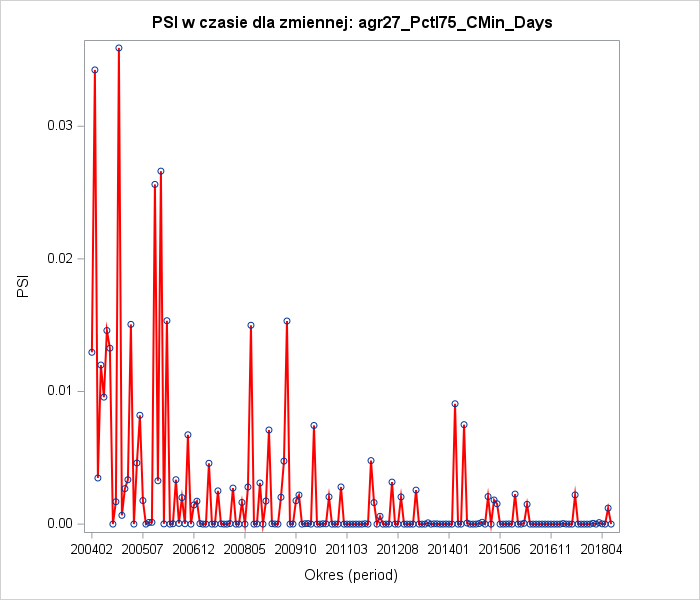 PSI w czasie dla zmiennej: agr27_Pctl75_CMin_Days
0.03
0.02
0.01
0.00
PSI
200402 200507 200612 200805 200910 201103 201208 201401 201506 201611 201804
Okres (period)